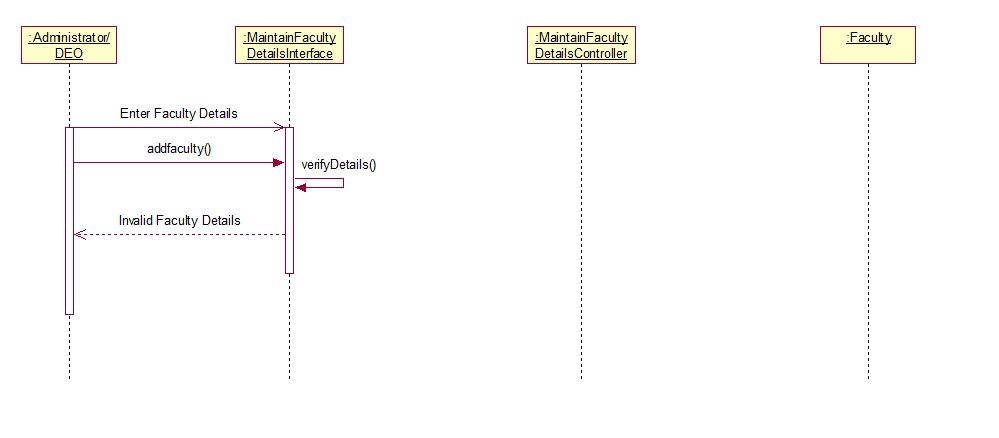 :Administrator/
DEO
:MaintainFaculty
DetailsInterface
:MaintainFaculty
DetailsController
:Faculty
Enter Faculty Details
addfaculty()
verifyDetails()
Invalid Faculty Details